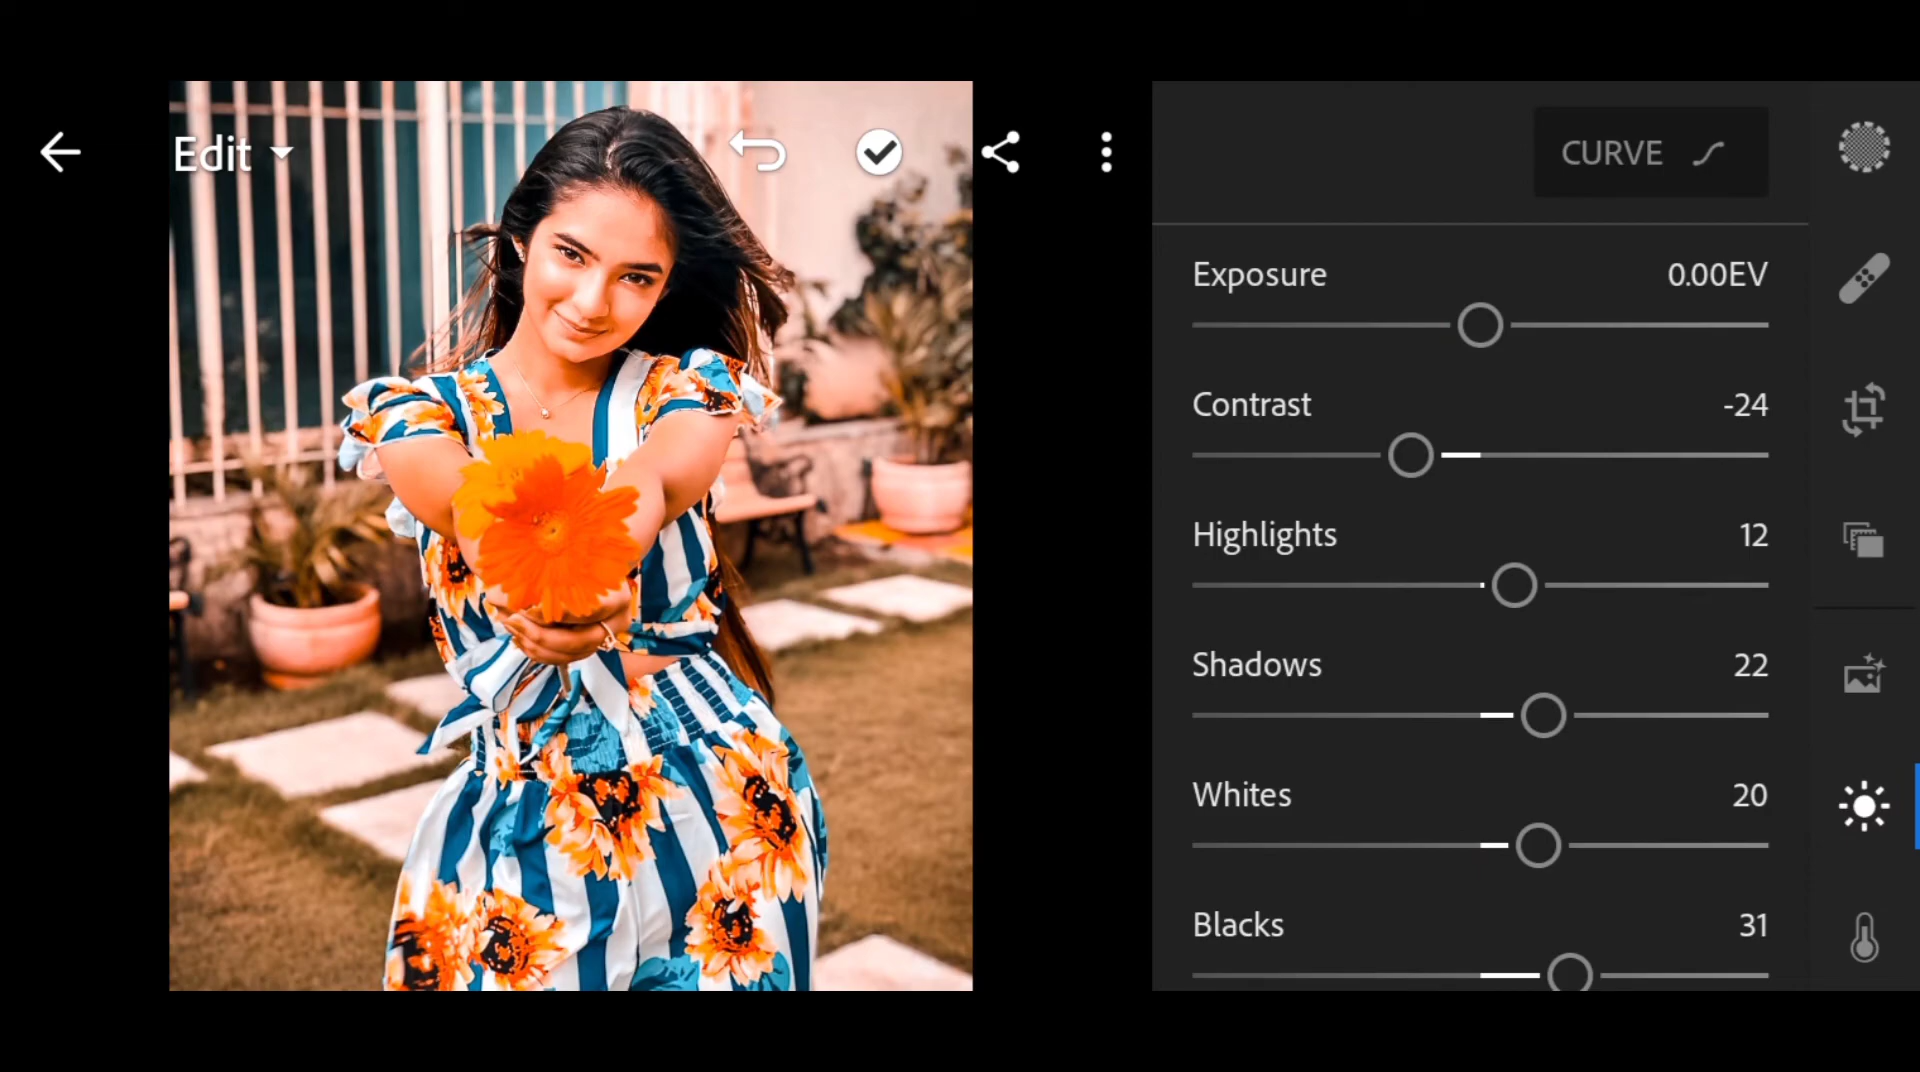 Edit
CURVE
Exposure 0.00EV
Contrast -24
Highlights 12
Shadows 22
Whites 20
Blacks 31